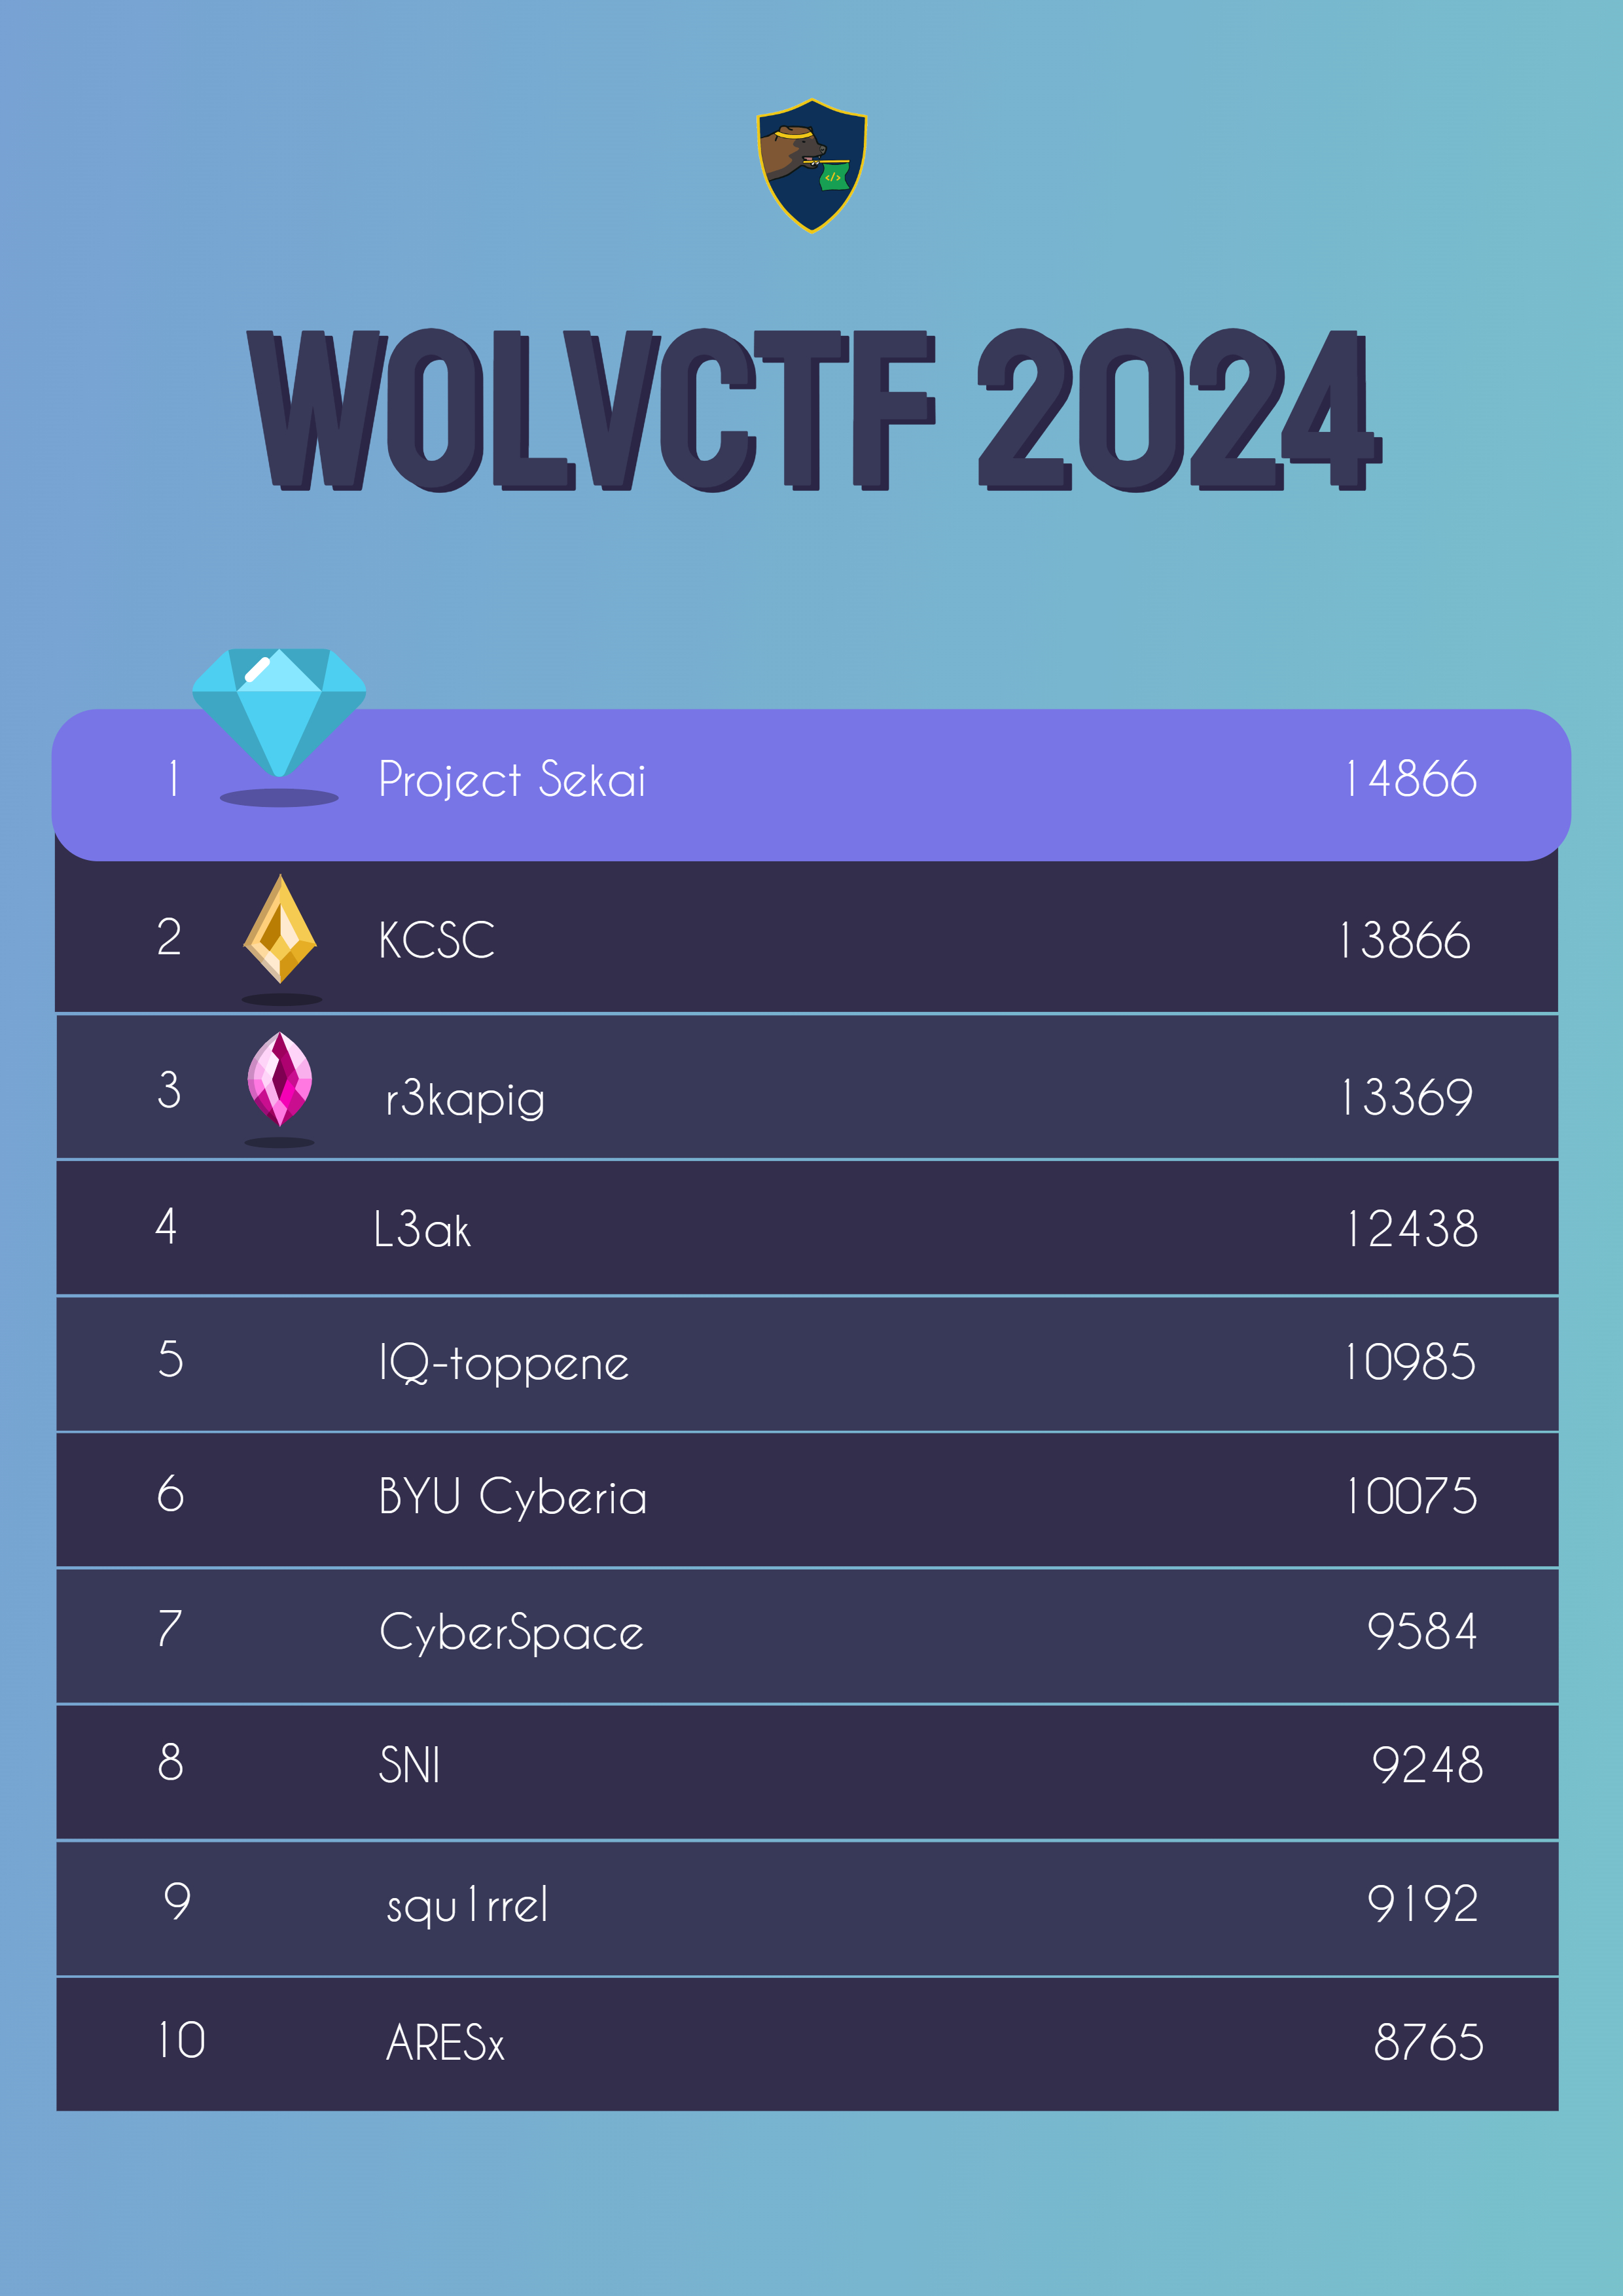 </>
WOLVCTF 2024
1 Project Sekai 14866
2 KCSC 13866
3 r3kapig 13369
4 L3ak 12438
5 IQ-toppene 10985
6 BYU Cyberia 10075
7 CyberSpace 9584
8 SNI 9248
9 squ1rrel 9192
10 ARESx 8765